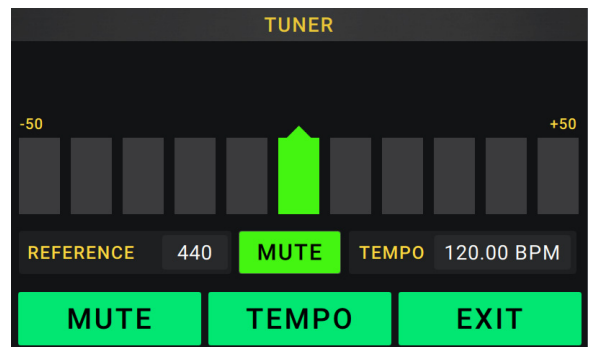 TUNER
-50 +50
REFERENCE 440 MUTE TEMPO 120.00 BPM
MUTE TEMPO EXIT